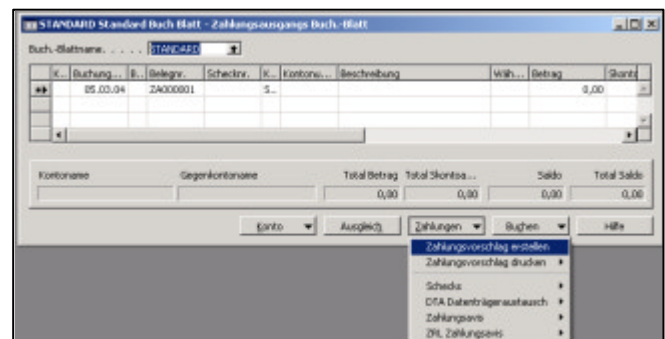 STANDARD Standard Buch Blatt - Zahlungsausgangs Buch.-Blatt
Buch.-Blattname. . . . . STANDARD
K... Buchung... B.. Belegnr. Schecknr. K.. Kontonu... Beschreibung Wäh... Betrag Skonto
05.03.04 ZA000001 S.. 0,00
Kontoname Gegenkontoname Total Betrag Total Skontoa... Saldo Total Saldo
0,00 0,00 0,00 0,00
Konto Ausgleich Zahlungen Buchen Hilfe
Zahlungsvorschlag erstellen
Zahlungsvorschlag drucken
Schecks
DTA Datenträgeraustausch
Zahlungsavis
ZRL Zahlungsavis